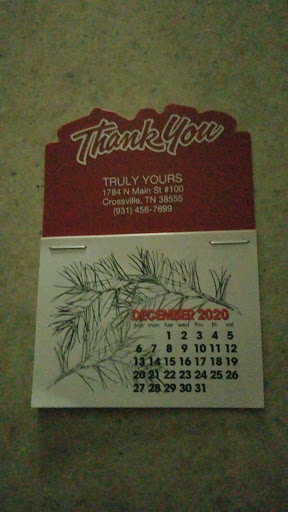 Thank You
TRULY YOURS
1784 N Main St #100
Crossville, TN 38555
(931) 456-7699
DECEMBER 2020
sun mon tue wed thu fri sat
1 2 3 4 5
6 7 8 9 10 11 12
13 14 15 16 17 18 19
20 21 22 23 24 25 26
27 28 29 30 31